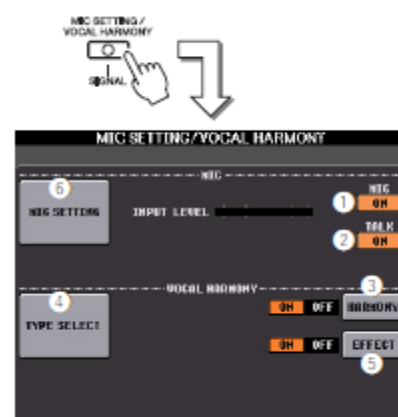 MIC SETTING /
VOCAL HARMONY
SIGNAL
MIC SETTING/VOCAL HARMONY
MIC
6
MIC SETTING
INPUT LEVEL
1
MIC
ON
2
TALK
ON
VOCAL HARMONY
4
TYPE SELECT
ON OFF
3
HARMONY
ON OFF
EFFECT
5